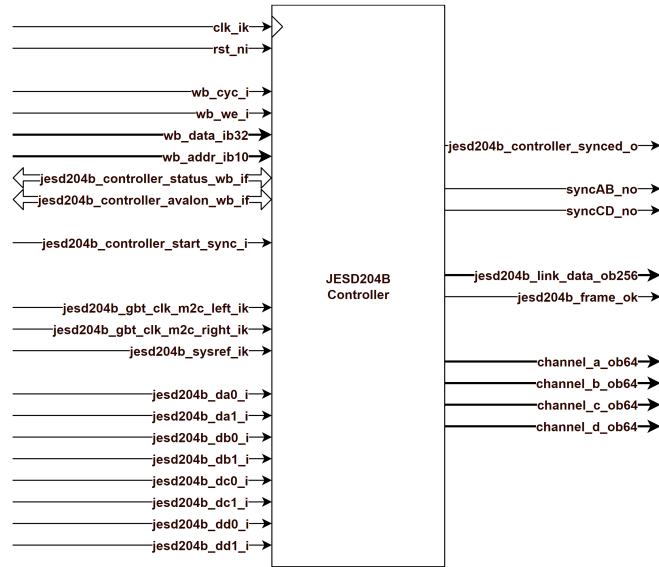 clk_ik
rst_ni
wb_cyc_i
wb_we_i
wb_data_ib32
wb_addr_ib10
jesd204b_controller_status_wb_if
jesd204b_controller_avalon_wb_if
jesd204b_controller_start_sync_i
jesd204b_gbt_clk_m2c_left_ik
jesd204b_gbt_clk_m2c_right_ik
jesd204b_sysref_ik
jesd204b_da0_i
jesd204b_da1_i
jesd204b_db0_i
jesd204b_db1_i
jesd204b_dc0_i
jesd204b_dc1_i
jesd204b_dd0_i
jesd204b_dd1_i
JESD204B
Controller
jesd204b_controller_synced_o
syncAB_no
syncCD_no
jesd204b_link_data_ob256
jesd204b_frame_ok
channel_a_ob64
channel_b_ob64
channel_c_ob64
channel_d_ob64